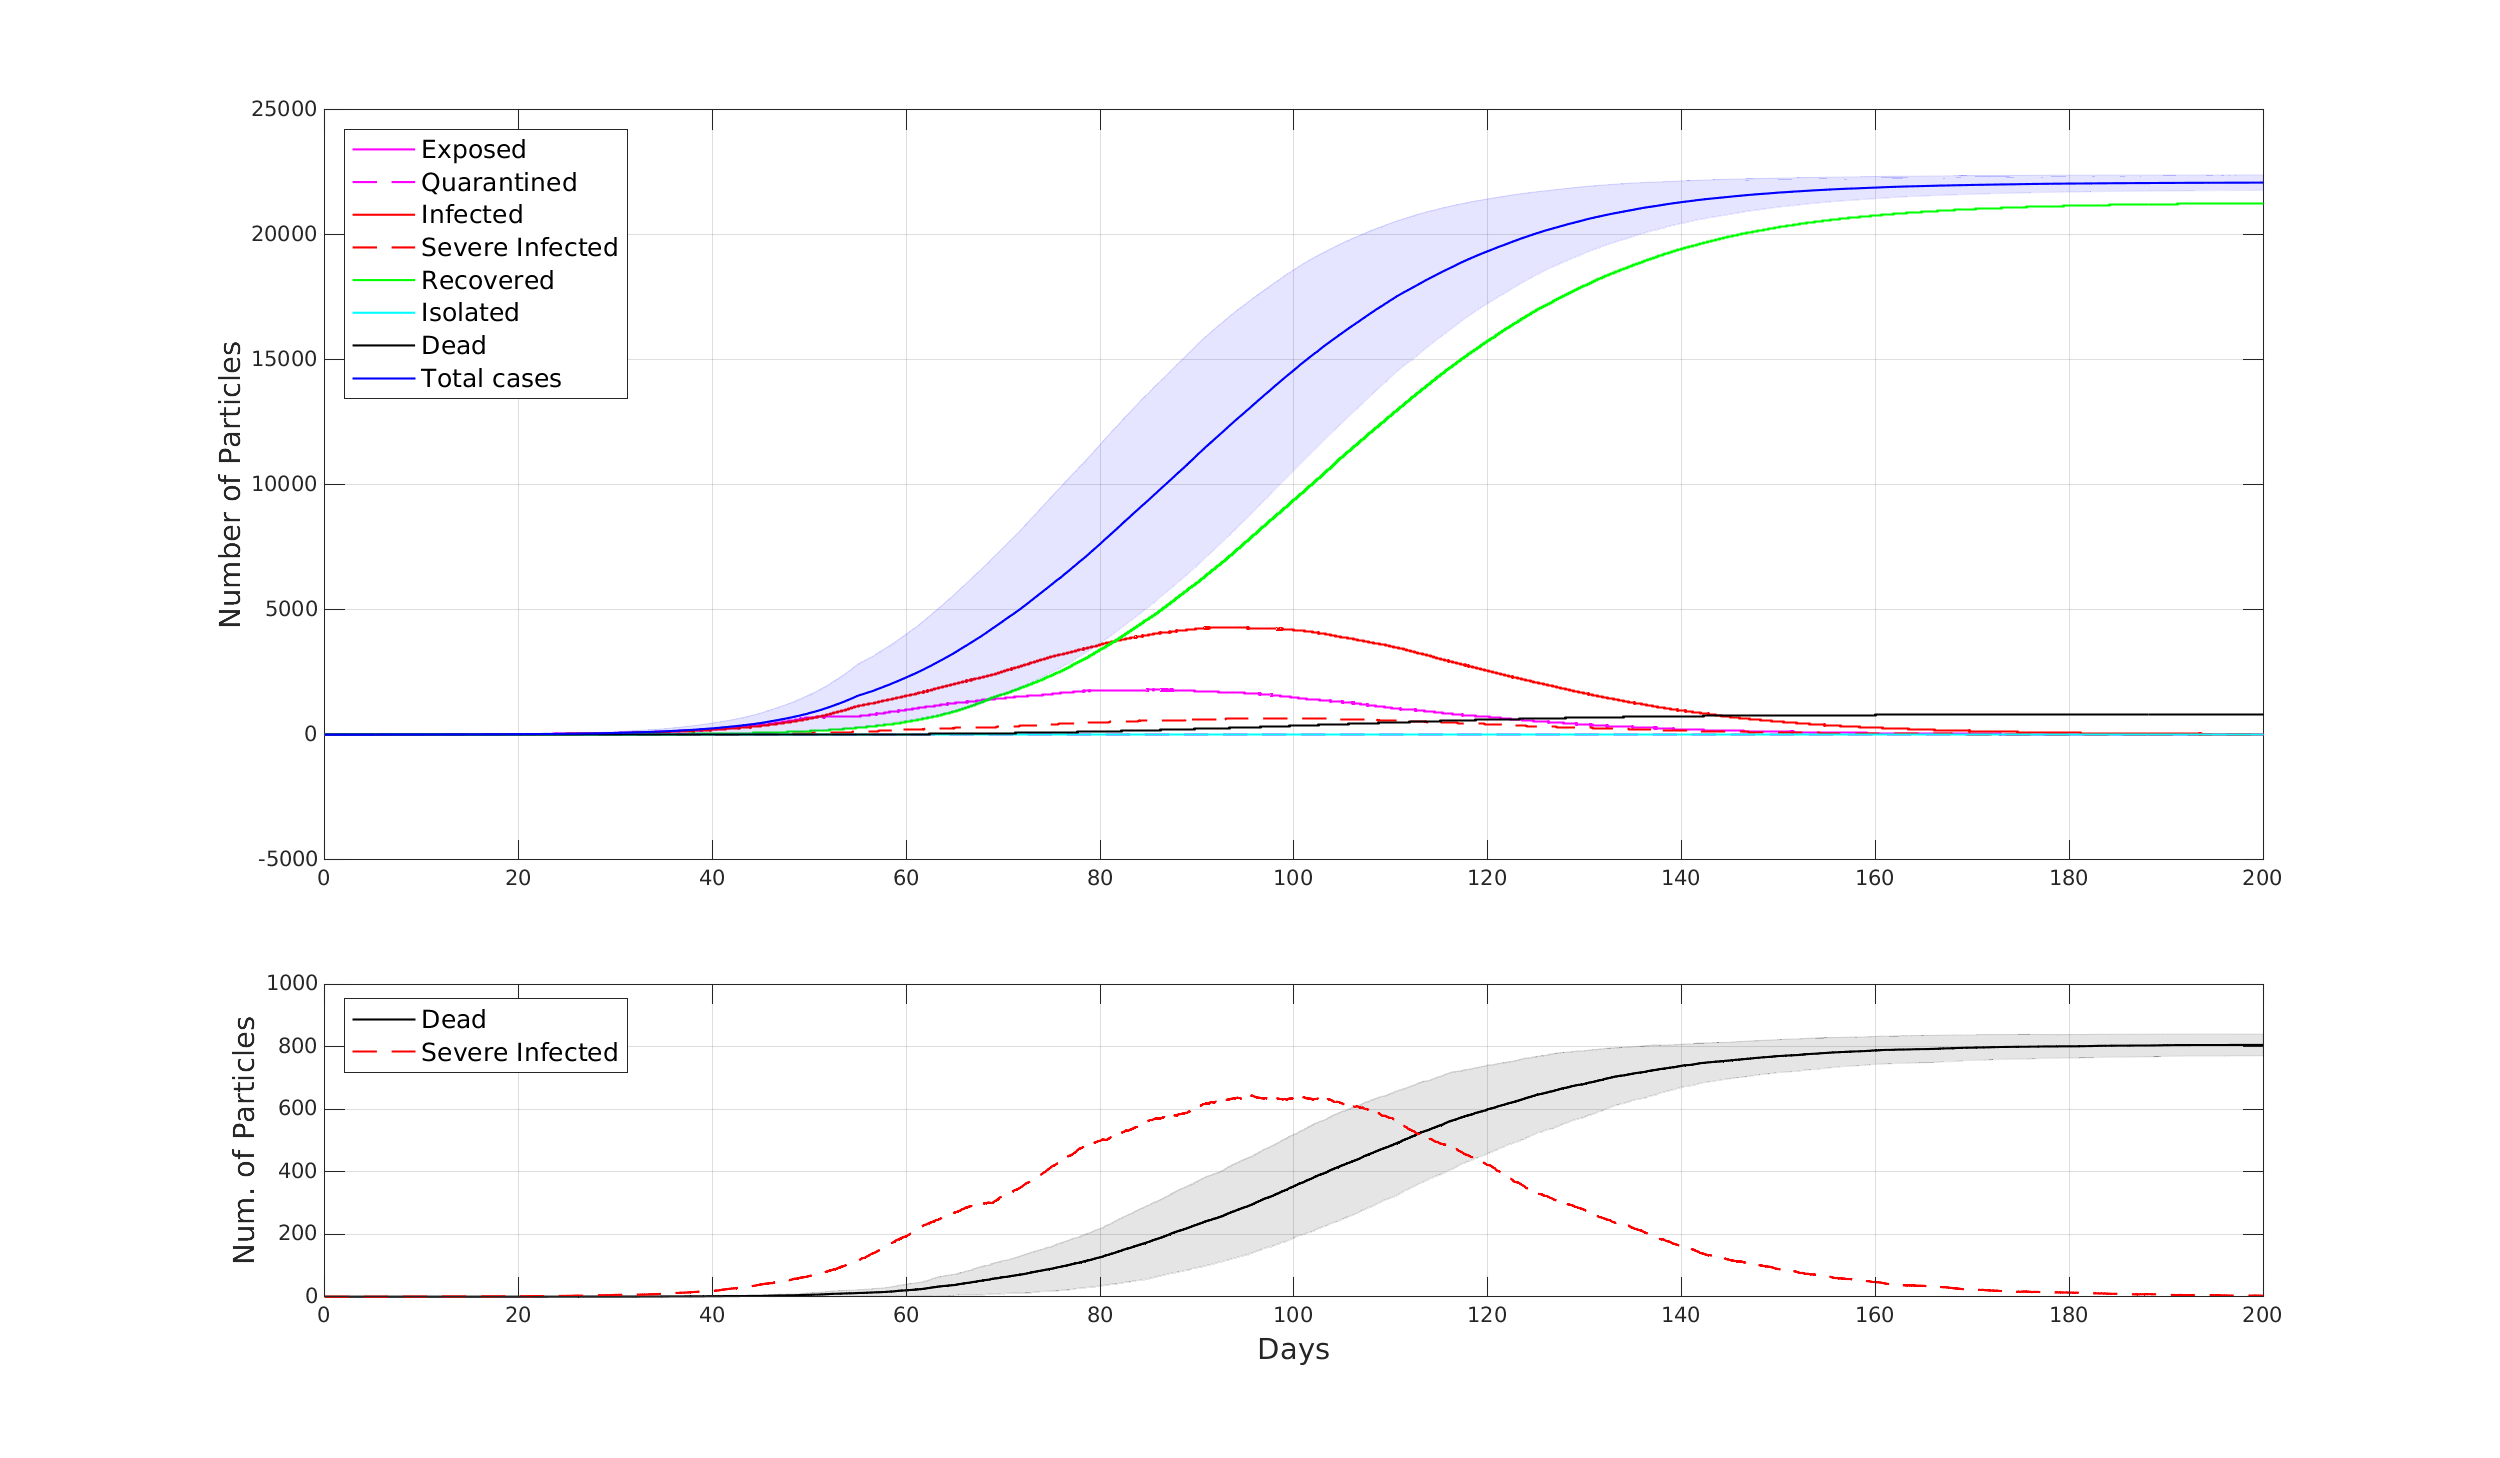 25000
20000
15000
10000
5000
0
-5000
Number of Particles
Exposed
Quarantined
Infected
Severe Infected
Recovered
Isolated
Dead
Total cases
0 20 40 60 80 100 120 140 160 180 200
1000
800
600
400
200
0
Num. of Particles
Dead
Severe Infected
0 20 40 60 80 100 120 140 160 180 200
Days